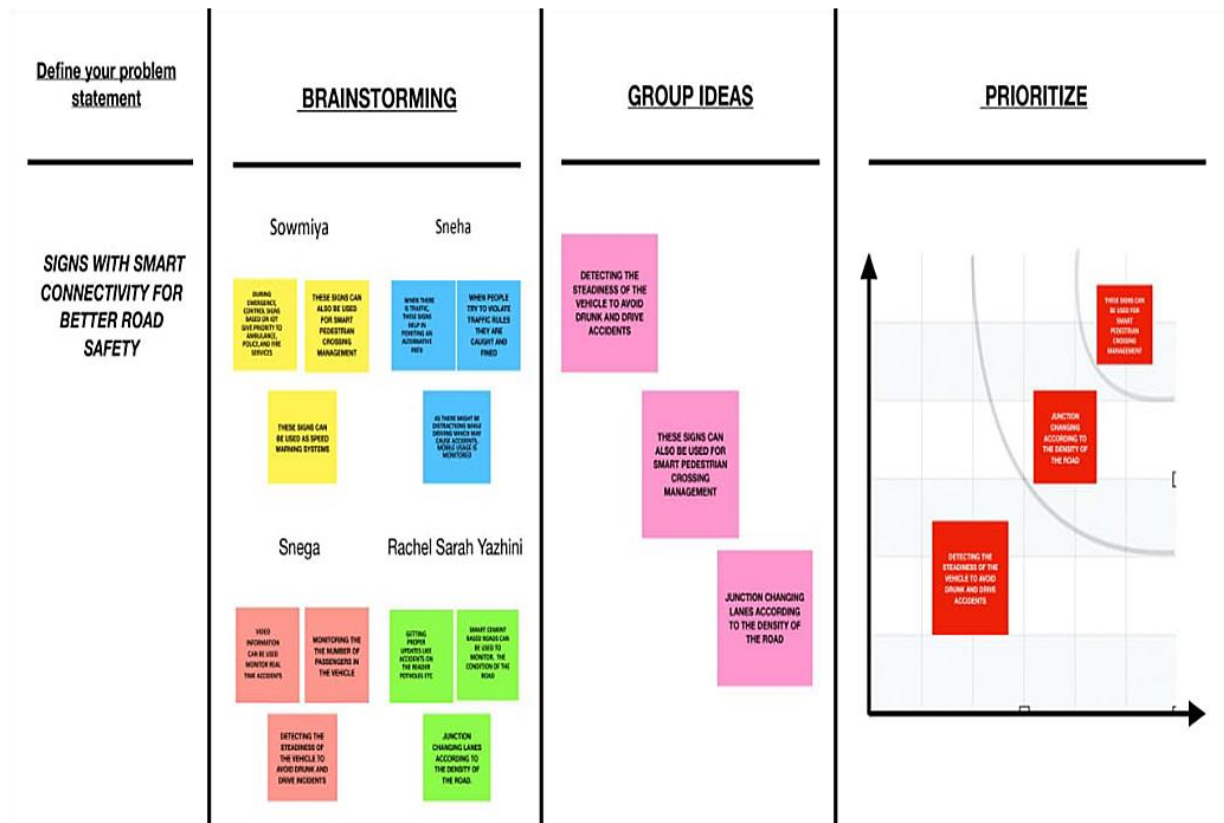 Define your problem
statement
BRAINSTORMING
GROUP IDEAS
PRIORITIZE
SIGNS WITH SMART
CONNECTIVITY FOR
BETTER ROAD
SAFETY
Sowmiya
DURING
EMERGENCY,
CONTROL SIGNS
BASED ON IOT
GIVE PRIORITY TO
AMBULANCE,
POLICE, AND FIRE
SERVICES
THESE SIGNS CAN
ALSO BE USED
FOR SMART
PEDESTRIAN
CROSSING
MANAGEMENT
THESE SIGNS CAN
BE USED AS SPEED
WARNING SYSTEMS
Sneha
WHEN THERE
IS TRAFFIC,
THESE SIGNS
HELP IN
POINTING AN
ALTERNATIVE
PATH
WHEN PEOPLE
TRY TO VIOLATE
TRAFFIC RULES
THEY ARE
CAUGHT AND
FINED
AS THERE MIGHT BE
DISTRACTIONS WHILE
DRIVING WHICH MAY
CAUSE ACCIDENTS,
MOBILE USAGE IS
MONITORED
Snega
VIDEO
INFORMATION
CAN BE USED
MONITOR REAL
TIME ACCIDENTS
MONITORING THE
THE NUMBER OF
PASSENGERS IN
THE VEHICLE
DETECTING THE
STEADINESS OF
THE VEHICLE TO
AVOID DRUNK AND
DRIVE INCIDENTS
Rachel Sarah Yazhini
GETTING
PROPER
UPDATES LIKE
ACCIDENTS ON
THE READER
POTHOLES ETC
SMART CEMENT
BASED ROADS CAN
BE USED TO
MONITOR, THE
CONDITION OF THE
ROAD
JUNCTION
CHANGING LANES
ACCORDING TO
THE DENSITY OF
THE ROAD.
DETECTING THE
STEADINESS OF THE
VEHICLE TO AVOID
DRUNK AND DRIVE
ACCIDENTS
THESE SIGNS CAN
ALSO BE USED FOR
SMART PEDESTRIAN
CROSSING
MANAGEMENT
JUNCTION CHANGING
LANES ACCORDING
TO THE DENSITY OF
THE ROAD
THESE SIGNS CAN
BE USED FOR
SMART
PEDESTRIAN
CROSSING
MANAGEMENT
JUNCTION
CHANGING
ACCORDING TO
THE DENSITY OF
THE ROAD
DETECTING THE
STEADINESS OF THE
VEHICLE TO AVOID
DRUNK AND DRIVE
ACCIDENTS